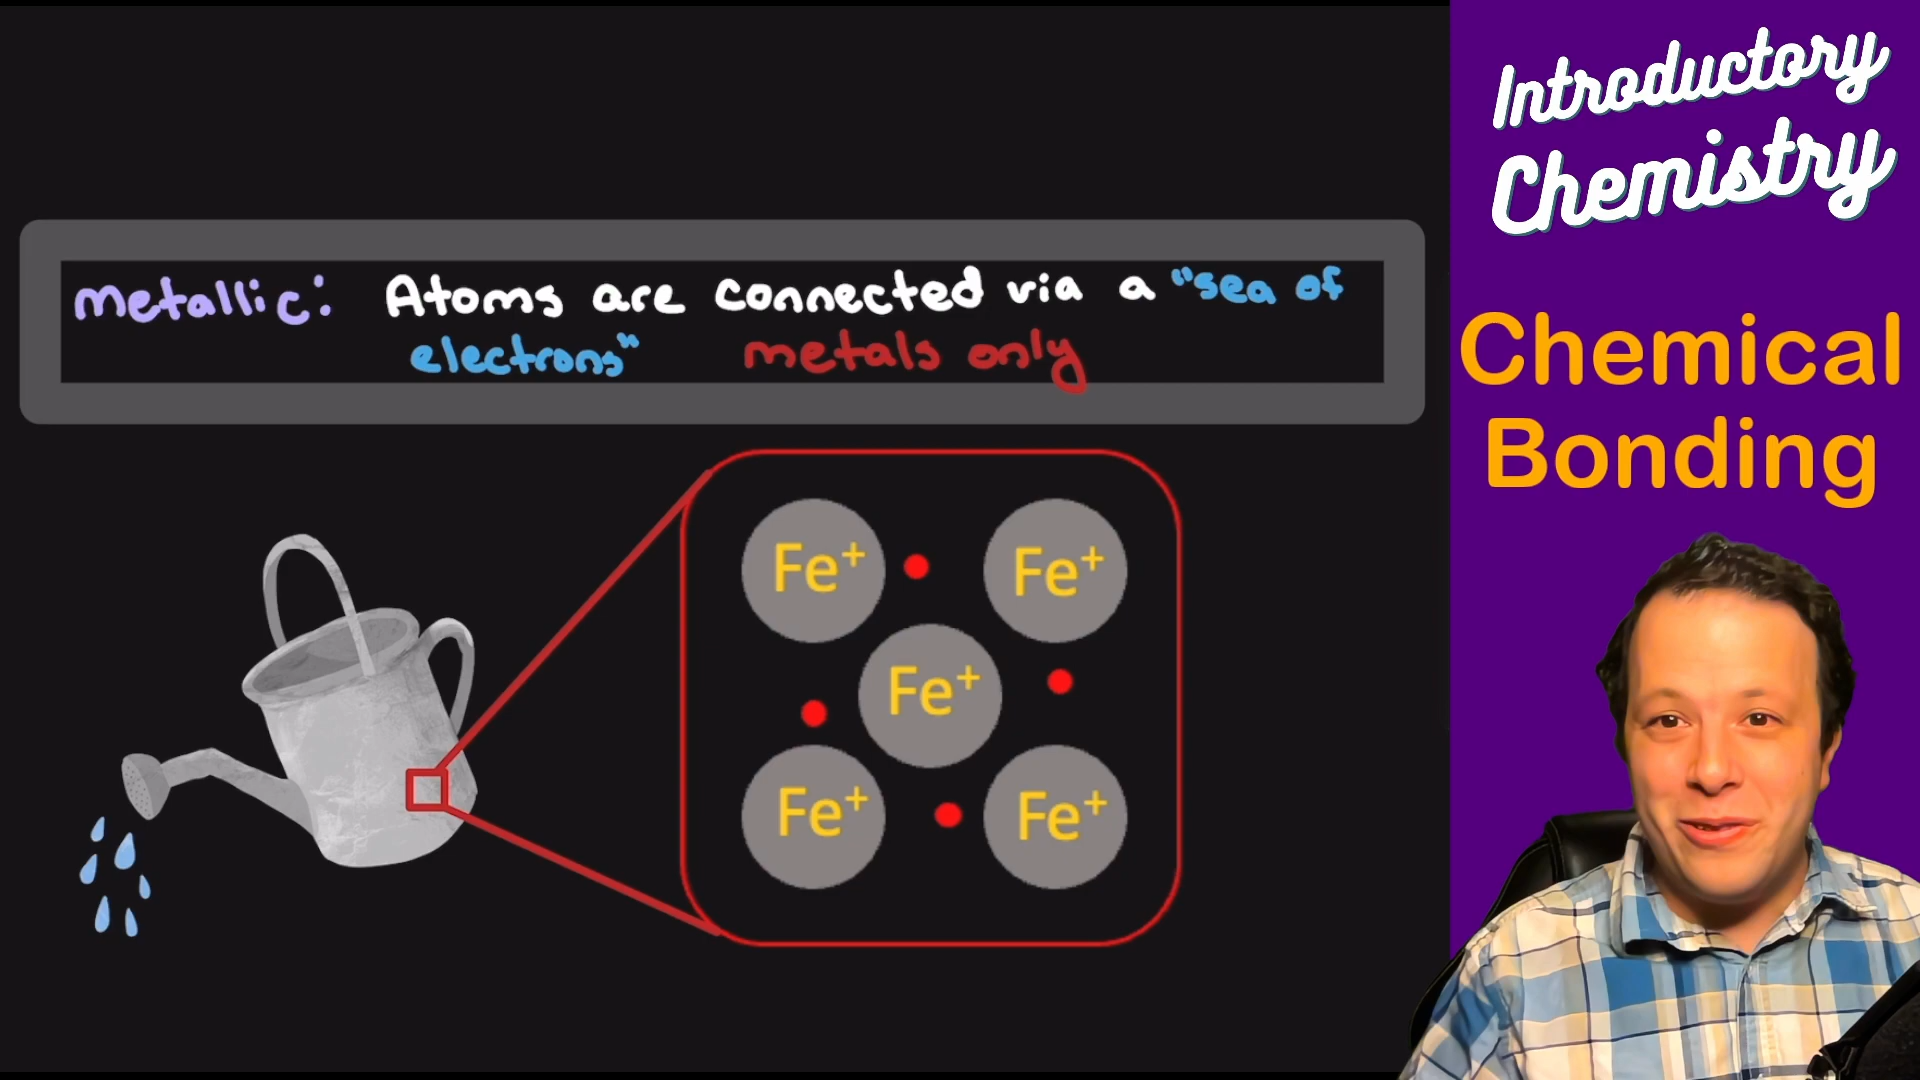 Introductory
Chemistry
Chemical
Bonding
metallic: Atoms are connected via a "sea of
electrons" metals only
Fe+ Fe+
Fe+
Fe+ Fe+